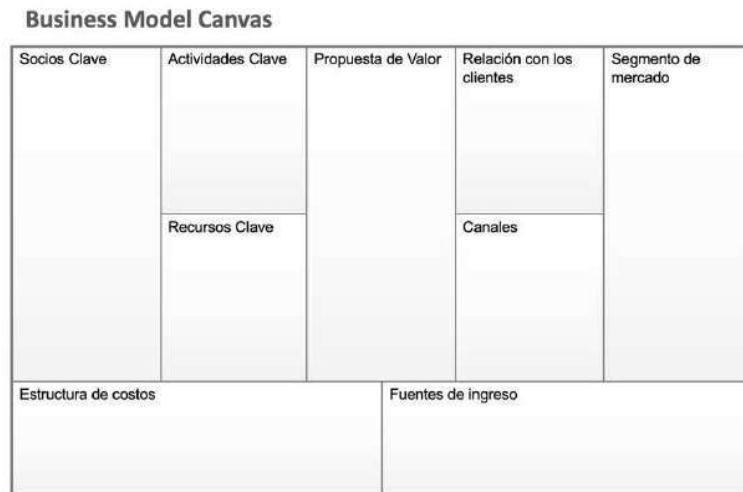 Business Model Canvas
Socios Clave
Actividades Clave
Propuesta de Valor
Relación con los
clientes
Segmento de
mercado
Recursos Clave
Canales
Estructura de costos
Fuentes de ingreso